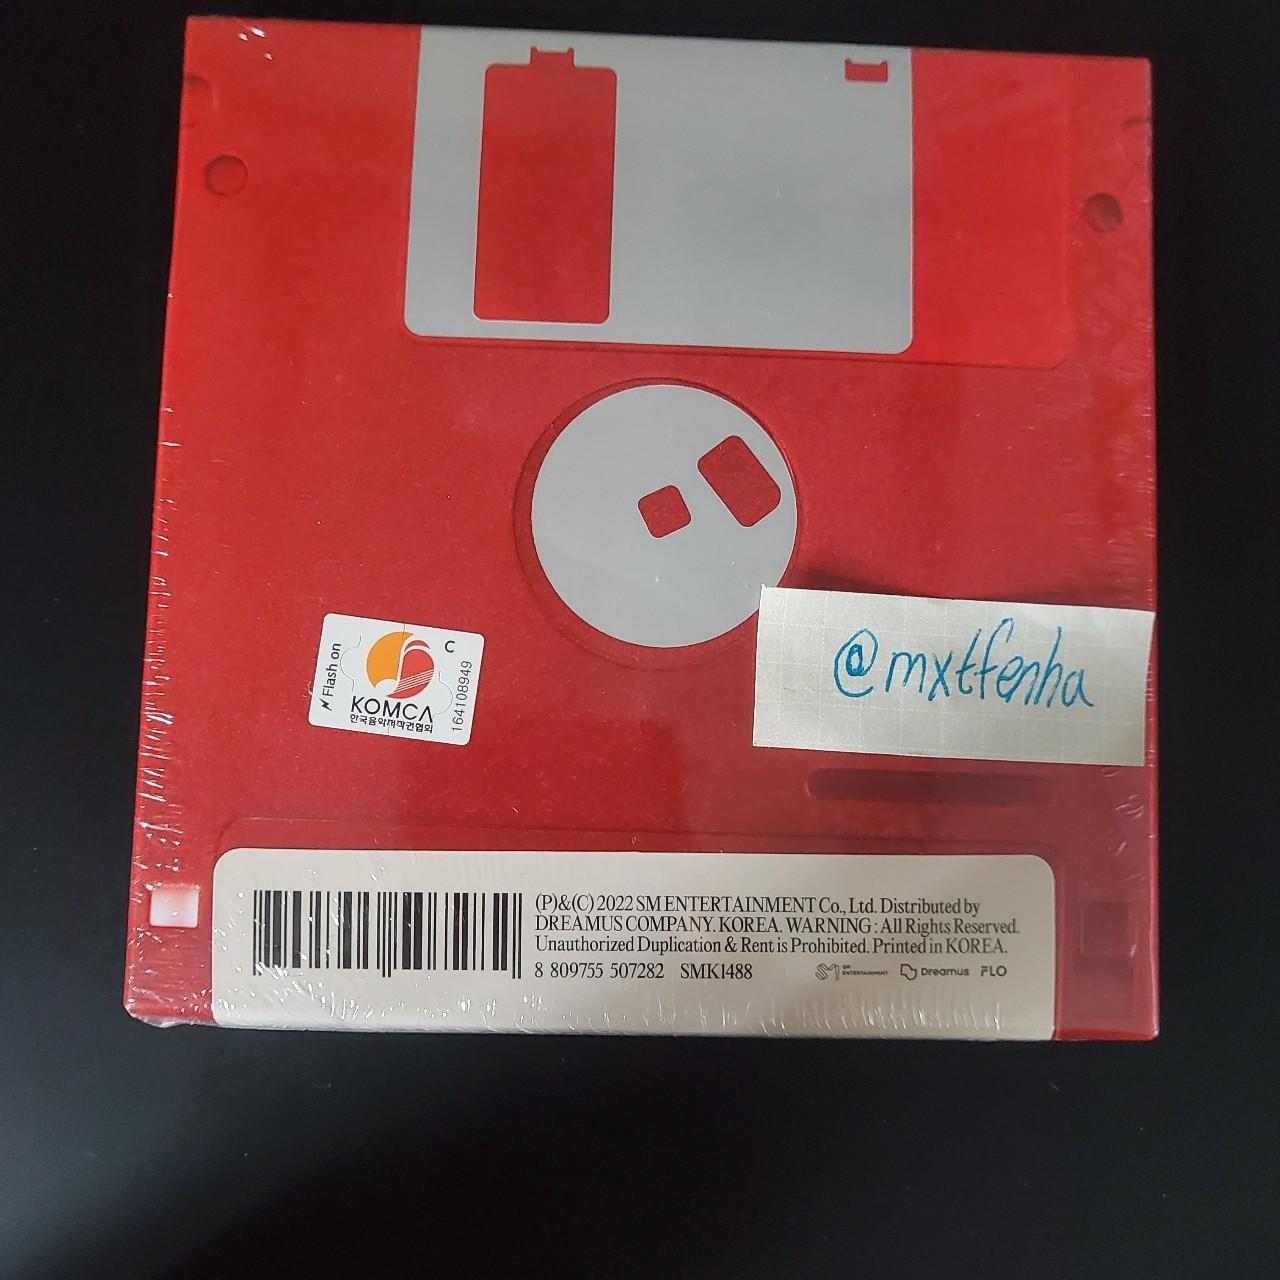 Flash on
C
KOMCA
한국음악저작권협회
164108949
@mxtfenha
(P)&(C) 2022 SM ENTERTAINMENT Co., Ltd. Distributed by
DREAMUS COMPANY. KOREA. WARNING : All Rights Reserved.
Unauthorized Duplication & Rent is Prohibited. Printed in KOREA.
8 809755 507282 SMK1488
SM
ENTERTAINMENT
Dreamus
FLO